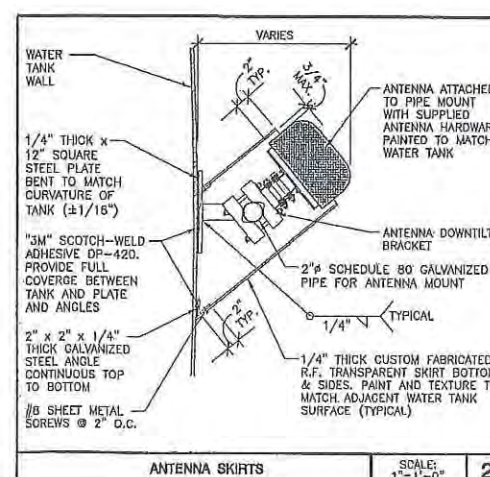 VARIES
WATER
TANK
WALL
2"
TYP.
3/4"
MAX.
ANTENNA ATTACHED
TO PIPE MOUNT
WITH SUPPLIED
ANTENNA HARDWAR
PAINTED TO MATCH
WATER TANK
1/4" THICK x
12" SQUARE
STEEL PLATE
BENT TO MATCH
CURVATURE OF
TANK (±1/16")
"3M" SCOTCH-WELD
ADHESIVE DP-420.
PROVIDE FULL
COVERGE BETWEEN
TANK AND PLATE
AND ANGLES
ANTENNA DOWNTILT
BRACKET
2"ø SCHEDULE 80 GALVANIZED
PIPE FOR ANTENNA MOUNT
1/4"
TYPICAL
2"
TYP.
2" x 2" x 1/4"
THICK GALVANIZED
STEEL ANGLE
CONTINUOUS TOP
TO BOTTOM
#8 SHEET METAL
SCREWS @ 2" O.C.
1/4" THICK CUSTOM FABRICATED
R.F. TRANSPARENT SKIRT BOTTO
& SIDES. PAINT AND TEXTURE T
MATCH ADJACENT WATER TANK
SURFACE (TYPICAL)
ANTENNA SKIRTS
SCALE:
1"=1'-0"
2